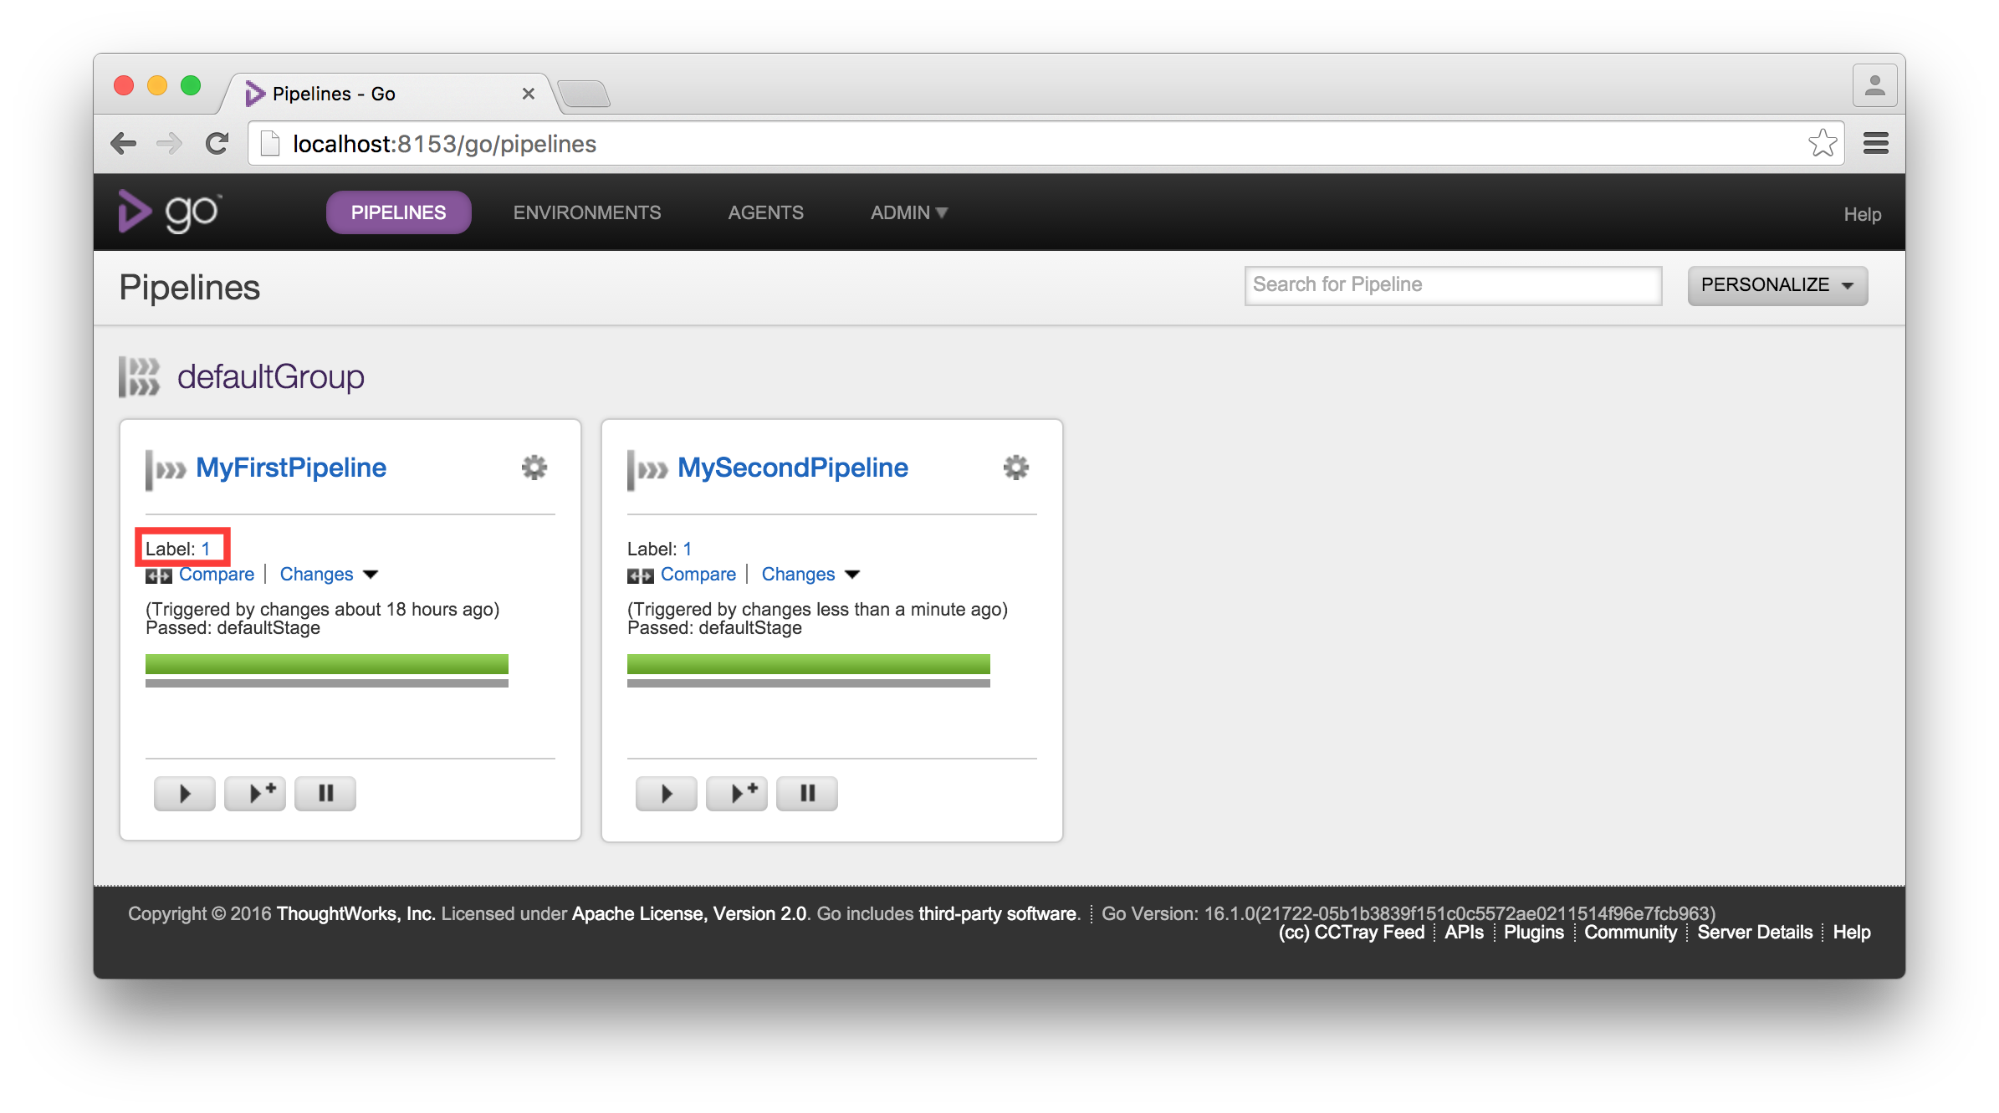 Pipelines - Go
localhost:8153/go/pipelines
go™
PIPELINES
ENVIRONMENTS
AGENTS
ADMIN
Help
Pipelines
Search for Pipeline
PERSONALIZE
defaultGroup
MyFirstPipeline
Label: 1
Compare
Changes
(Triggered by changes about 18 hours ago)
Passed: defaultStage
MySecondPipeline
Label: 1
Compare
Changes
(Triggered by changes less than a minute ago)
Passed: defaultStage
Copyright © 2016 ThoughtWorks, Inc. Licensed under Apache License, Version 2.0. Go includes third-party software. Go Version: 16.1.0(21722-05b1b3839f151c0c5572ae0211514f96e7fcb963)
(cc) CCTray Feed APIs Plugins Community Server Details Help